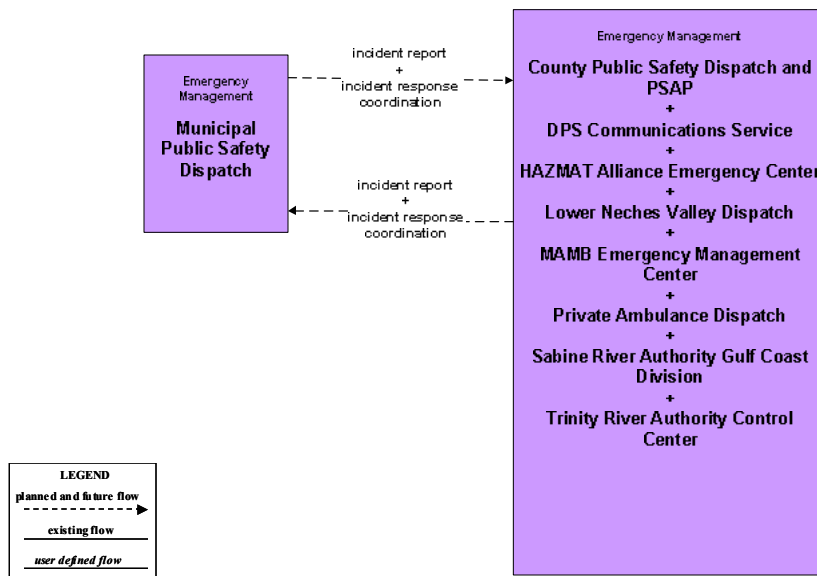 Emergency
Management
Municipal
Public Safety
Dispatch
incident report
+
incident response
coordination
incident report
+
incident response
coordination
Emergency Management
County Public Safety Dispatch and
PSAP
+
DPS Communications Service
+
HAZMAT Alliance Emergency Center
+
Lower Neches Valley Dispatch
+
MAMB Emergency Management
Center
+
Private Ambulance Dispatch
+
Sabine River Authority Gulf Coast
Division
+
Trinity River Authority Control
Center
LEGEND
planned and future flow
existing flow
user defined flow